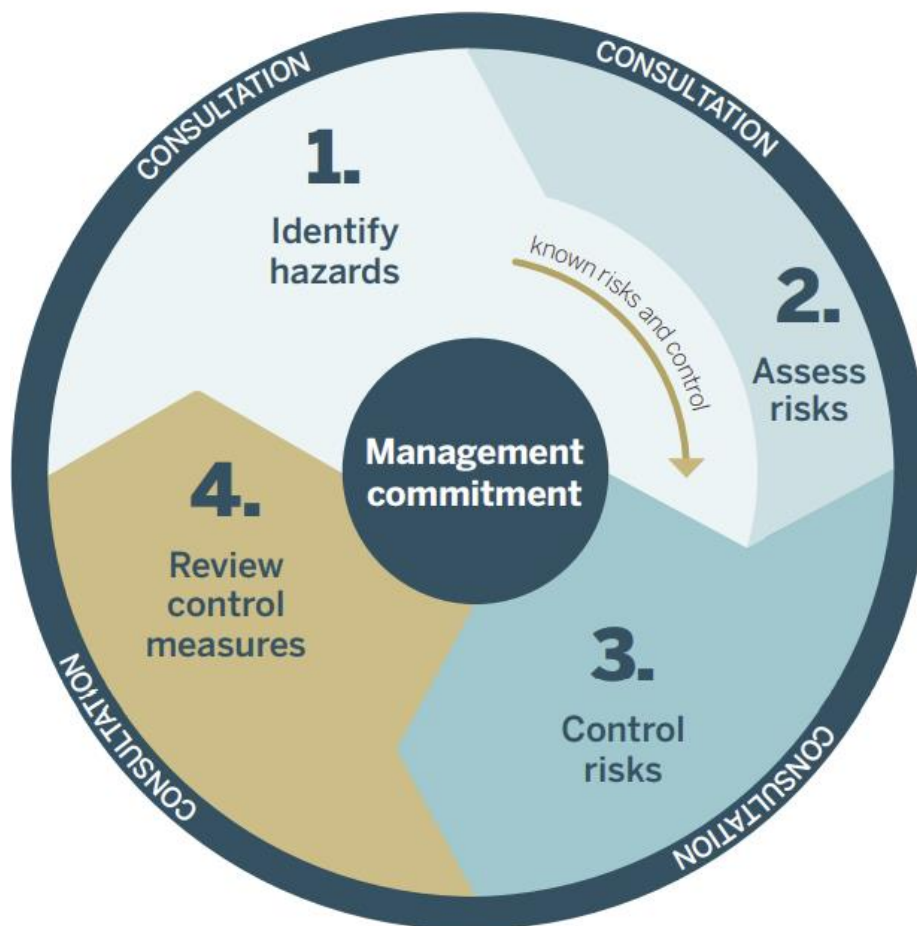 CONSULTATION
CONSULTATION
1.
Identify
hazards
known risks and control
2.
Assess
risks
Management
commitment
4.
Review
control
measures
3.
Control
risks
CONSULTATION
CONSULTATION